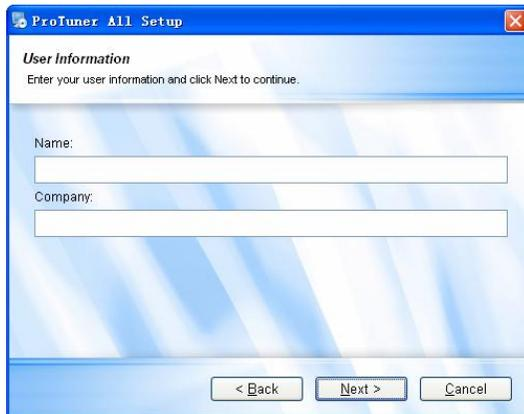 ProTuner All Setup
User Information
Enter your user information and click Next to continue.
Name:
Company:
< Back
Next >
Cancel